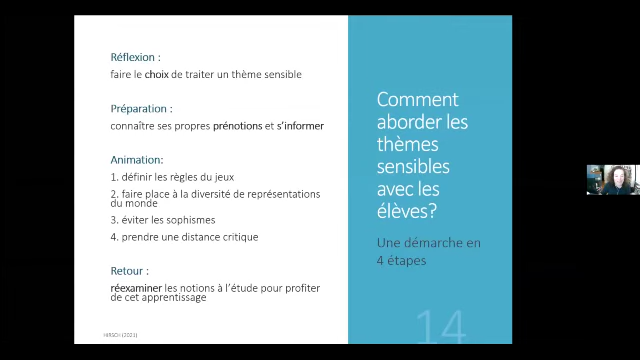 Réflexion :
faire le choix de traiter un thème sensible
Préparation :
connaître ses propres prénotions et s'informer
Animation:
1. définir les règles du jeux
2. faire place à la diversité de représentations
du monde
3. éviter les sophismes
4. prendre une distance critique
Retour :
réexaminer les notions à l'étude pour profiter
de cet apprentissage
HIRSCH (2021)
Comment
aborder les
thèmes
sensibles
avec les
élèves?
Une démarche en
4 étapes
14